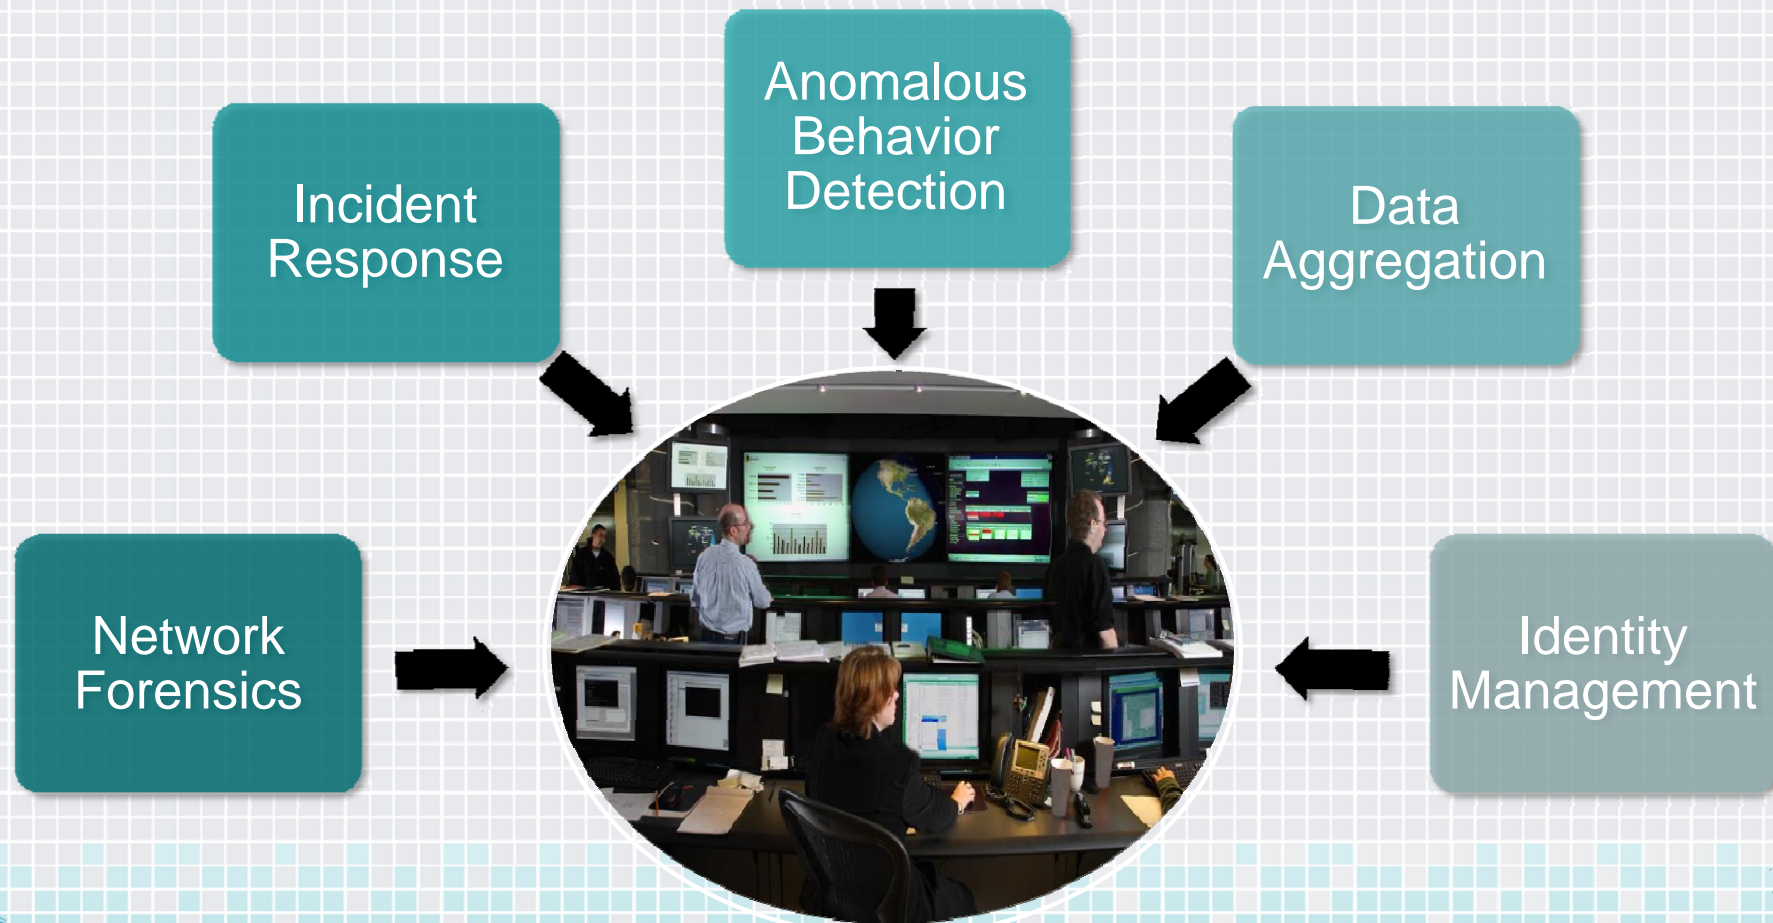 Anomalous
Behavior
Detection
Incident
Response
Data
Aggregation
Network
Forensics
Identity
Management